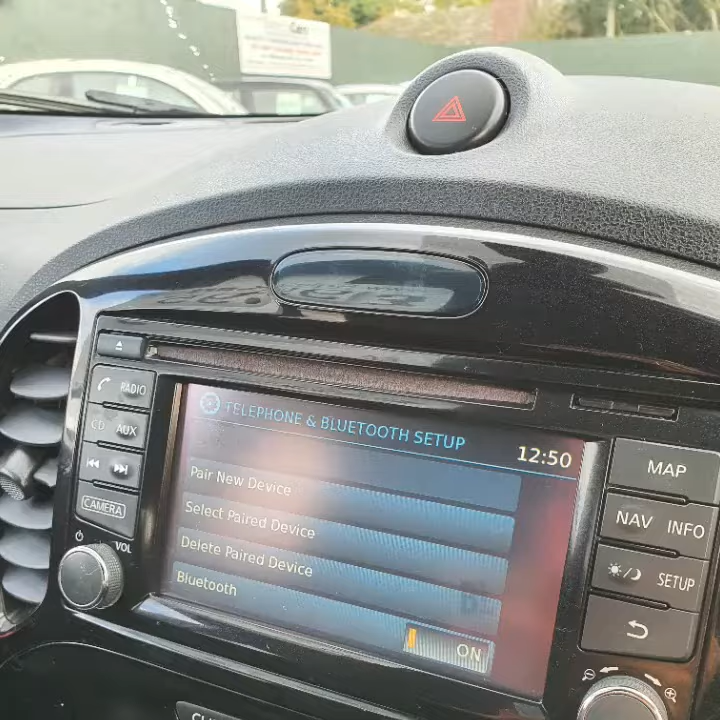 Cars
RADIO
CD AUX
CAMERA
VOL
TELEPHONE & BLUETOOTH SETUP
12:50
Pair New Device
Select Paired Device
Delete Paired Device
Bluetooth
ON
MAP
NAV INFO
SETUP